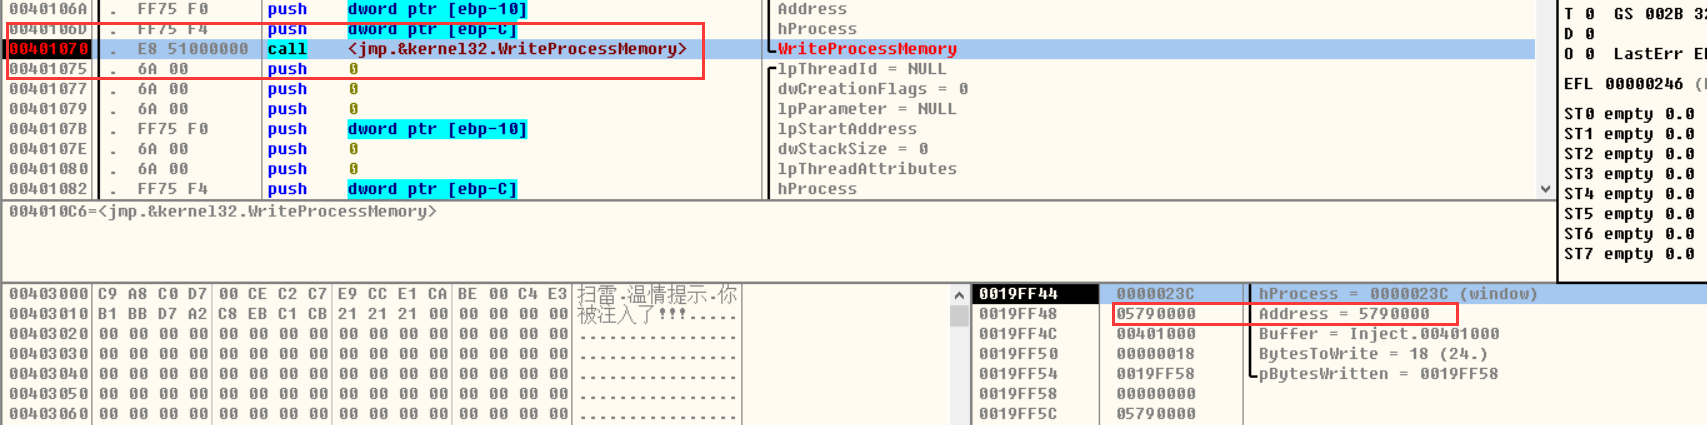 0040106A . FF75 F0 push dword ptr [ebp-10] Address
0040106D . FF75 F4 push dword ptr [ebp-C] hProcess
00401070 . E8 51000000 call <jmp.&kernel32.WriteProcessMemory> WriteProcessMemory
00401075 . 6A 00 push 0 lpThreadId = NULL
00401077 . 6A 00 push 0 dwCreationFlags = 0
00401079 . 6A 00 push 0 lpParameter = NULL
0040107B . FF75 F0 push dword ptr [ebp-10] lpStartAddress
0040107E . 6A 00 push 0 dwStackSize = 0
00401080 . 6A 00 push 0 lpThreadAttributes
00401082 . FF75 F4 push dword ptr [ebp-C] hProcess
004010C6=<jmp.&kernel32.WriteProcessMemory>
T 0 GS 002B 32
D 0
O 0 LastErr
EFL 00000246
ST0 empty 0.0
ST1 empty 0.0
ST2 empty 0.0
ST3 empty 0.0
ST4 empty 0.0
ST5 empty 0.0
ST6 empty 0.0
ST7 empty 0.0
00403000 C9 A8 C0 D7 00 CE C2 C7 E9 CC E1 CA BE 00 C4 E3 扫雷.温情提示.你
00403010 B1 BB D7 A2 C8 EB C1 CB 21 21 21 00 00 00 00 00 被注入了!!!.....
00403020 00 00 00 00 00 00 00 00 00 00 00 00 00 00 00 00 ................
00403030 00 00 00 00 00 00 00 00 00 00 00 00 00 00 00 00 ................
00403040 00 00 00 00 00 00 00 00 00 00 00 00 00 00 00 00 ................
00403050 00 00 00 00 00 00 00 00 00 00 00 00 00 00 00 00 ................
00403060 00 00 00 00 00 00 00 00 00 00 00 00 00 00 00 00 ................
0019FF44 0000023C hProcess = 0000023C (window)
0019FF48 05790000 Address = 5790000
0019FF4C 00401000 Buffer = Inject.00401000
0019FF50 00000018 BytesToWrite = 18 (24.)
0019FF54 0019FF58 pBytesWritten = 0019FF58
0019FF58 00000000
0019FF5C 05790000